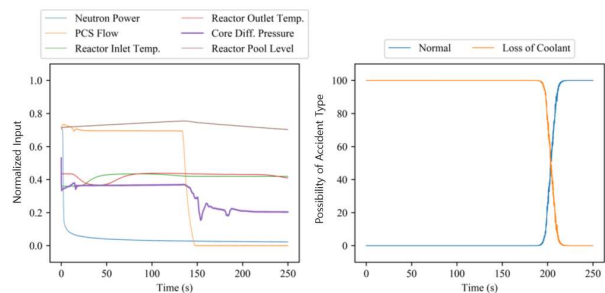 Neutron Power
PCS Flow
Reactor Inlet Temp.
Reactor Outlet Temp.
Core Diff. Pressure
Reactor Pool Level
Normalized Input
1.0
0.8
0.6
0.4
0.2
0.0
0
50
100
150
200
250
Time (s)
Normal
Loss of Coolant
Possibility of Accident Type
100
80
60
40
20
0
0
50
100
150
200
250
Time (s)